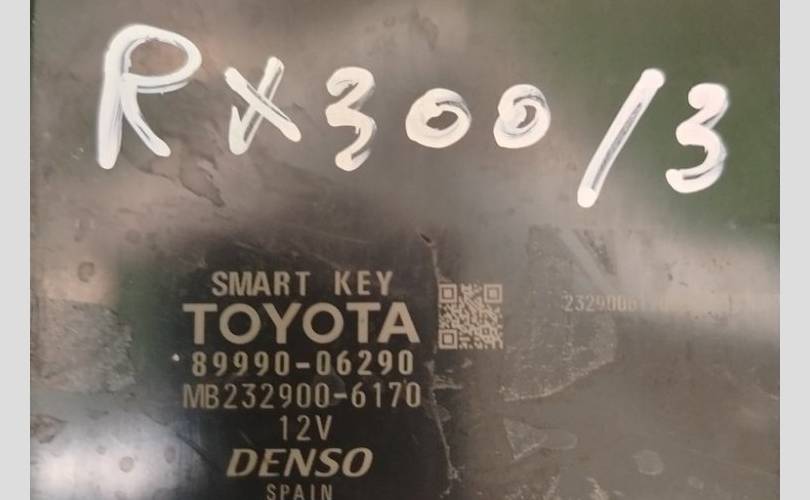 RX300/3
SMART KEY
TOYOTA
89990-06290
MB232900-6170
12V
DENSO
SPAIN